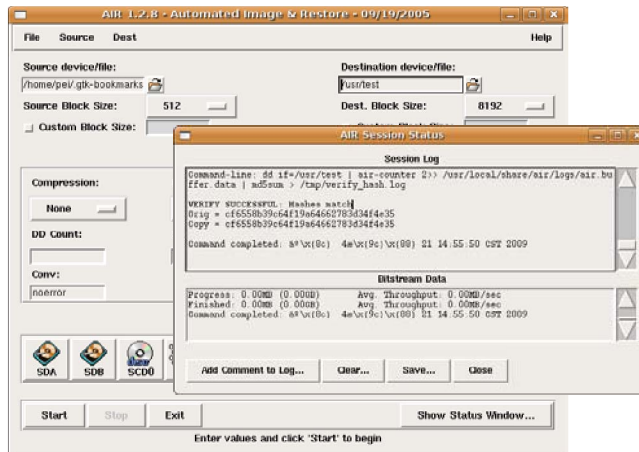 AIR 1.2.8 - Automated Image & Restore - 09/19/2005
File Source Dest Help
Source device/file:
/home/pei/.gtk-bookmarks
Destination device/file:
/usr/test
Source Block Size: 512
Dest. Block Size: 8192
Custom Block Size:
Compression:
None
DD Count:
Conv:
noerror
SDA SDB SCD0
Start Stop Exit Show Status Window...
Enter values and click 'Start' to begin
AIR Session Status
Session Log
Command-line: dd if=/usr/test | air-counter 2>> /usr/local/share/air/logs/air.bu
ffer.data | md5sum > /tmp/verify_hash.log
VERIFY SUCCESSFUL: Hashes match
Orig = cf6558b39c64f19a64662783d34f4e35
Copy = cf6558b39c64f19a64662783d34f4e35
Command completed: 4e\x{9c}\x{88} 21 14:55:50 CST 2009
Bitstream Data
Progress: 0.00MB (0.00GB) Avg. Throughput: 0.00MB/sec
Finished: 0.00MB (0.00GB) Avg. Throughput: 0.00MB/sec
Command completed: 4e\x{9c}\x{88} 21 14:55:50 CST 2009
Add Comment to Log... Clear... Save... Close